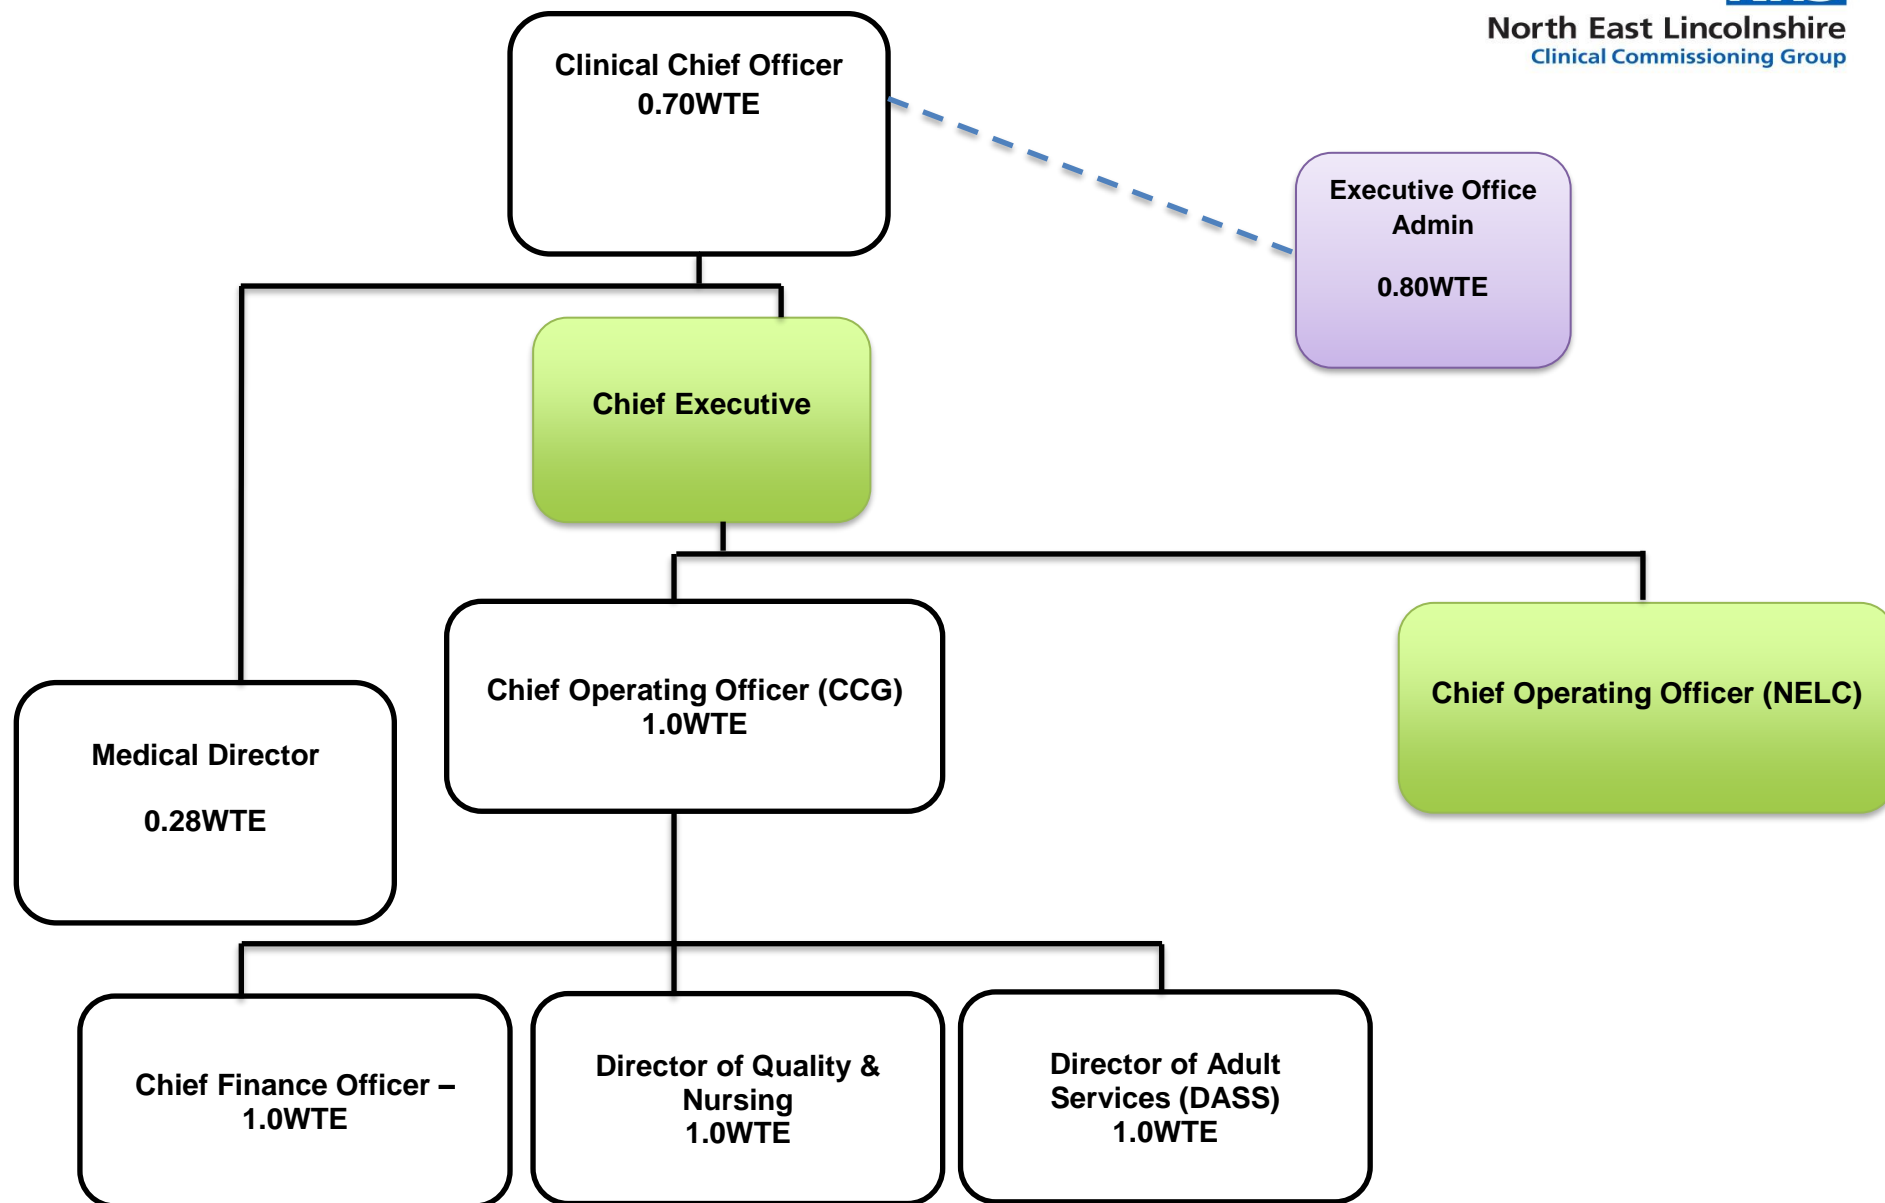 North East Lincolnshire
Clinical Commissioning Group
Clinical Chief Officer
0.70WTE
Executive Office
Admin
0.80WTE
Chief Executive
Chief Operating Officer (CCG)
1.0WTE
Chief Operating Officer (NELC)
Medical Director
0.28WTE
Chief Finance Officer –
1.0WTE
Director of Quality &
Nursing
1.0WTE
Director of Adult
Services (DASS)
1.0WTE